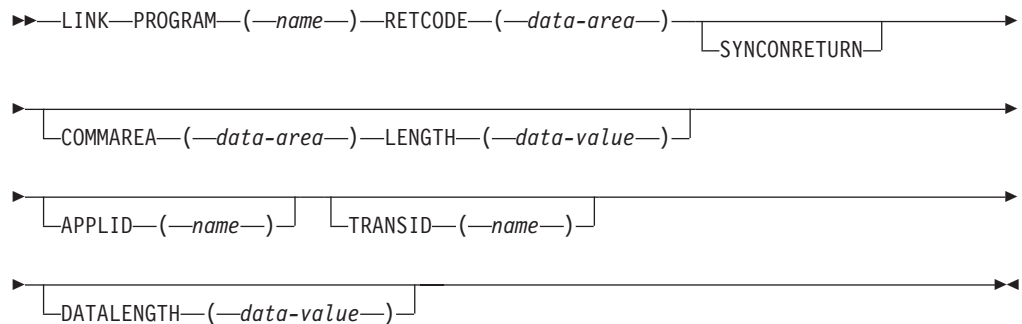 LINK PROGRAM (name) RETCODE (data-area)
SYNCONRETURN
COMMAREA (data-area) LENGTH (data-value)
APPLID (name) TRANSID (name)
DATALENGTH (data-value)